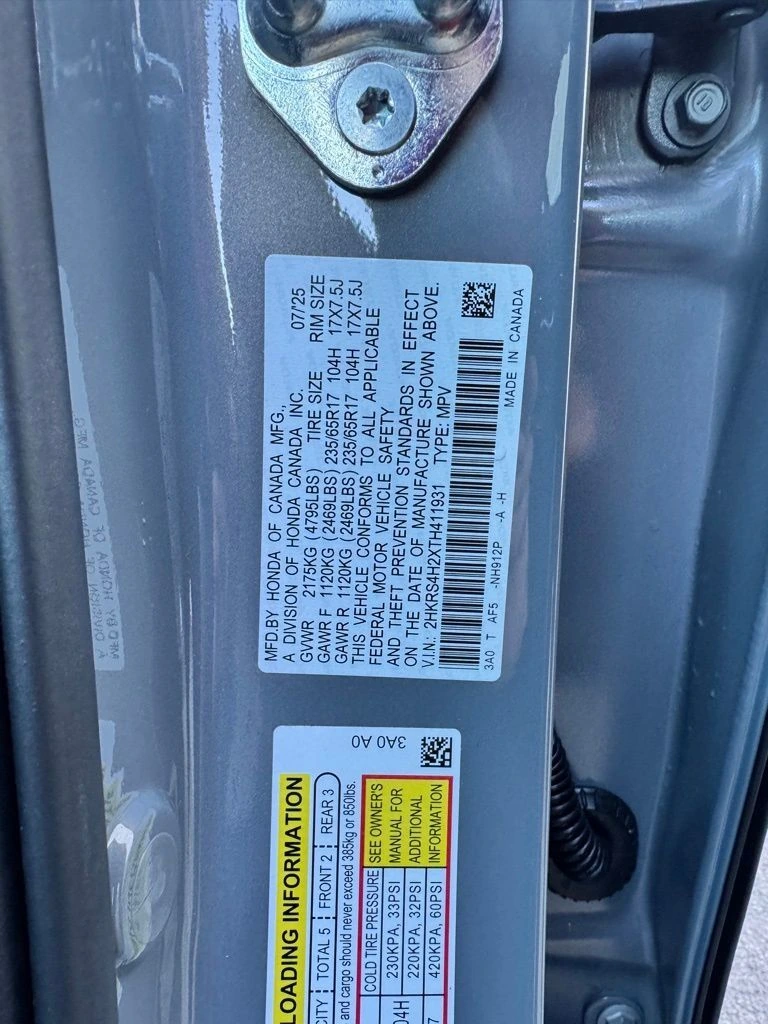 MFD.BY HONDA OF CANADA MFG.,
A DIVISION OF HONDA CANADA INC. 07/25
GVWR 2175KG (4795LBS) TIRE SIZE RIM SIZE
GAWR F 1120KG (2469LBS) 235/65R17 104H 17X7.5J
GAWR R 1120KG (2469LBS) 235/65R17 104H 17X7.5J
THIS VEHICLE CONFORMS TO ALL APPLICABLE
FEDERAL MOTOR VEHICLE SAFETY
AND THEFT PREVENTION STANDARDS IN EFFECT
ON THE DATE OF MANUFACTURE SHOWN ABOVE.
V.I.N.: 2HKRS4H2XTH411931 TYPE: MPV
3A0 T AF5 -NH912P -A -H MADE IN CANADA
3A0 A0
LOADING INFORMATION
CITY TOTAL 5 FRONT 2 REAR 3
and cargo should never exceed 385kg or 850lbs.
COLD TIRE PRESSURE SEE OWNER'S
230KPA, 33PSI MANUAL FOR
04H 220KPA, 32PSI ADDITIONAL
7 420KPA, 60PSI INFORMATION